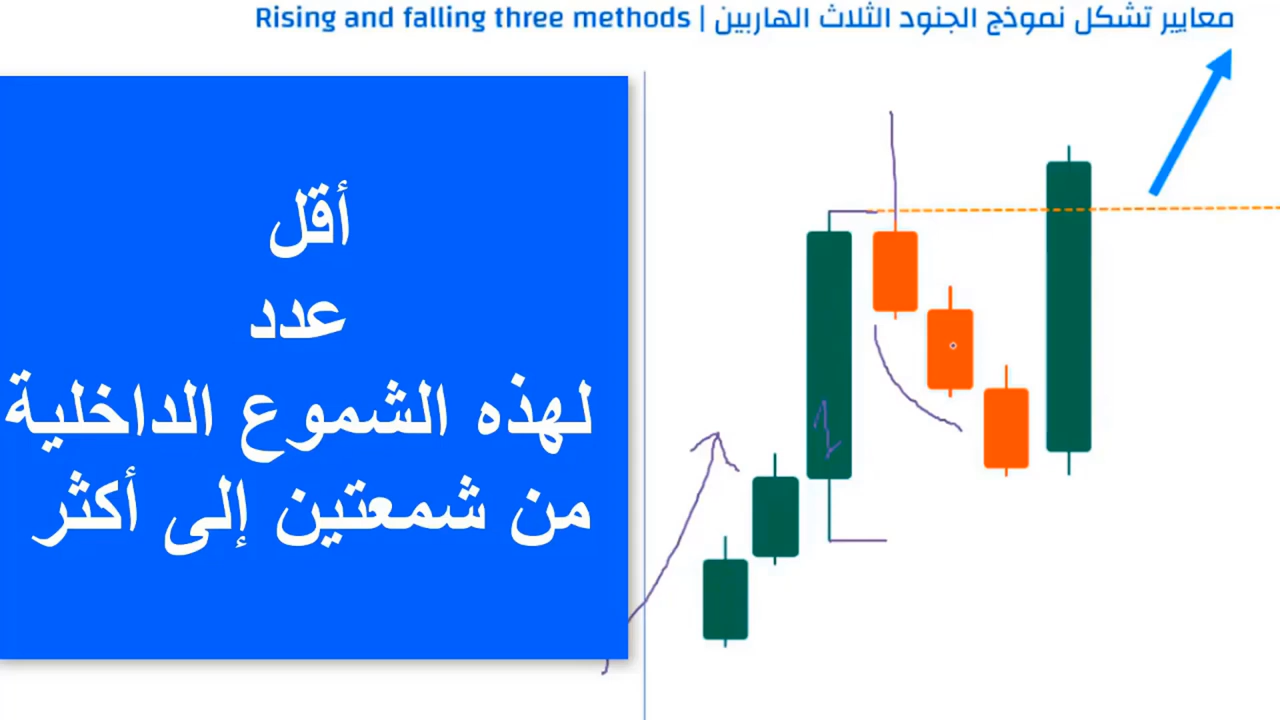 معايير تشكل نموذج الجنود الثلاث الهاربين | Rising and falling three methods
أقل
عدد
لهذه الشموع الداخلية
من شمعتين إلى أكثر